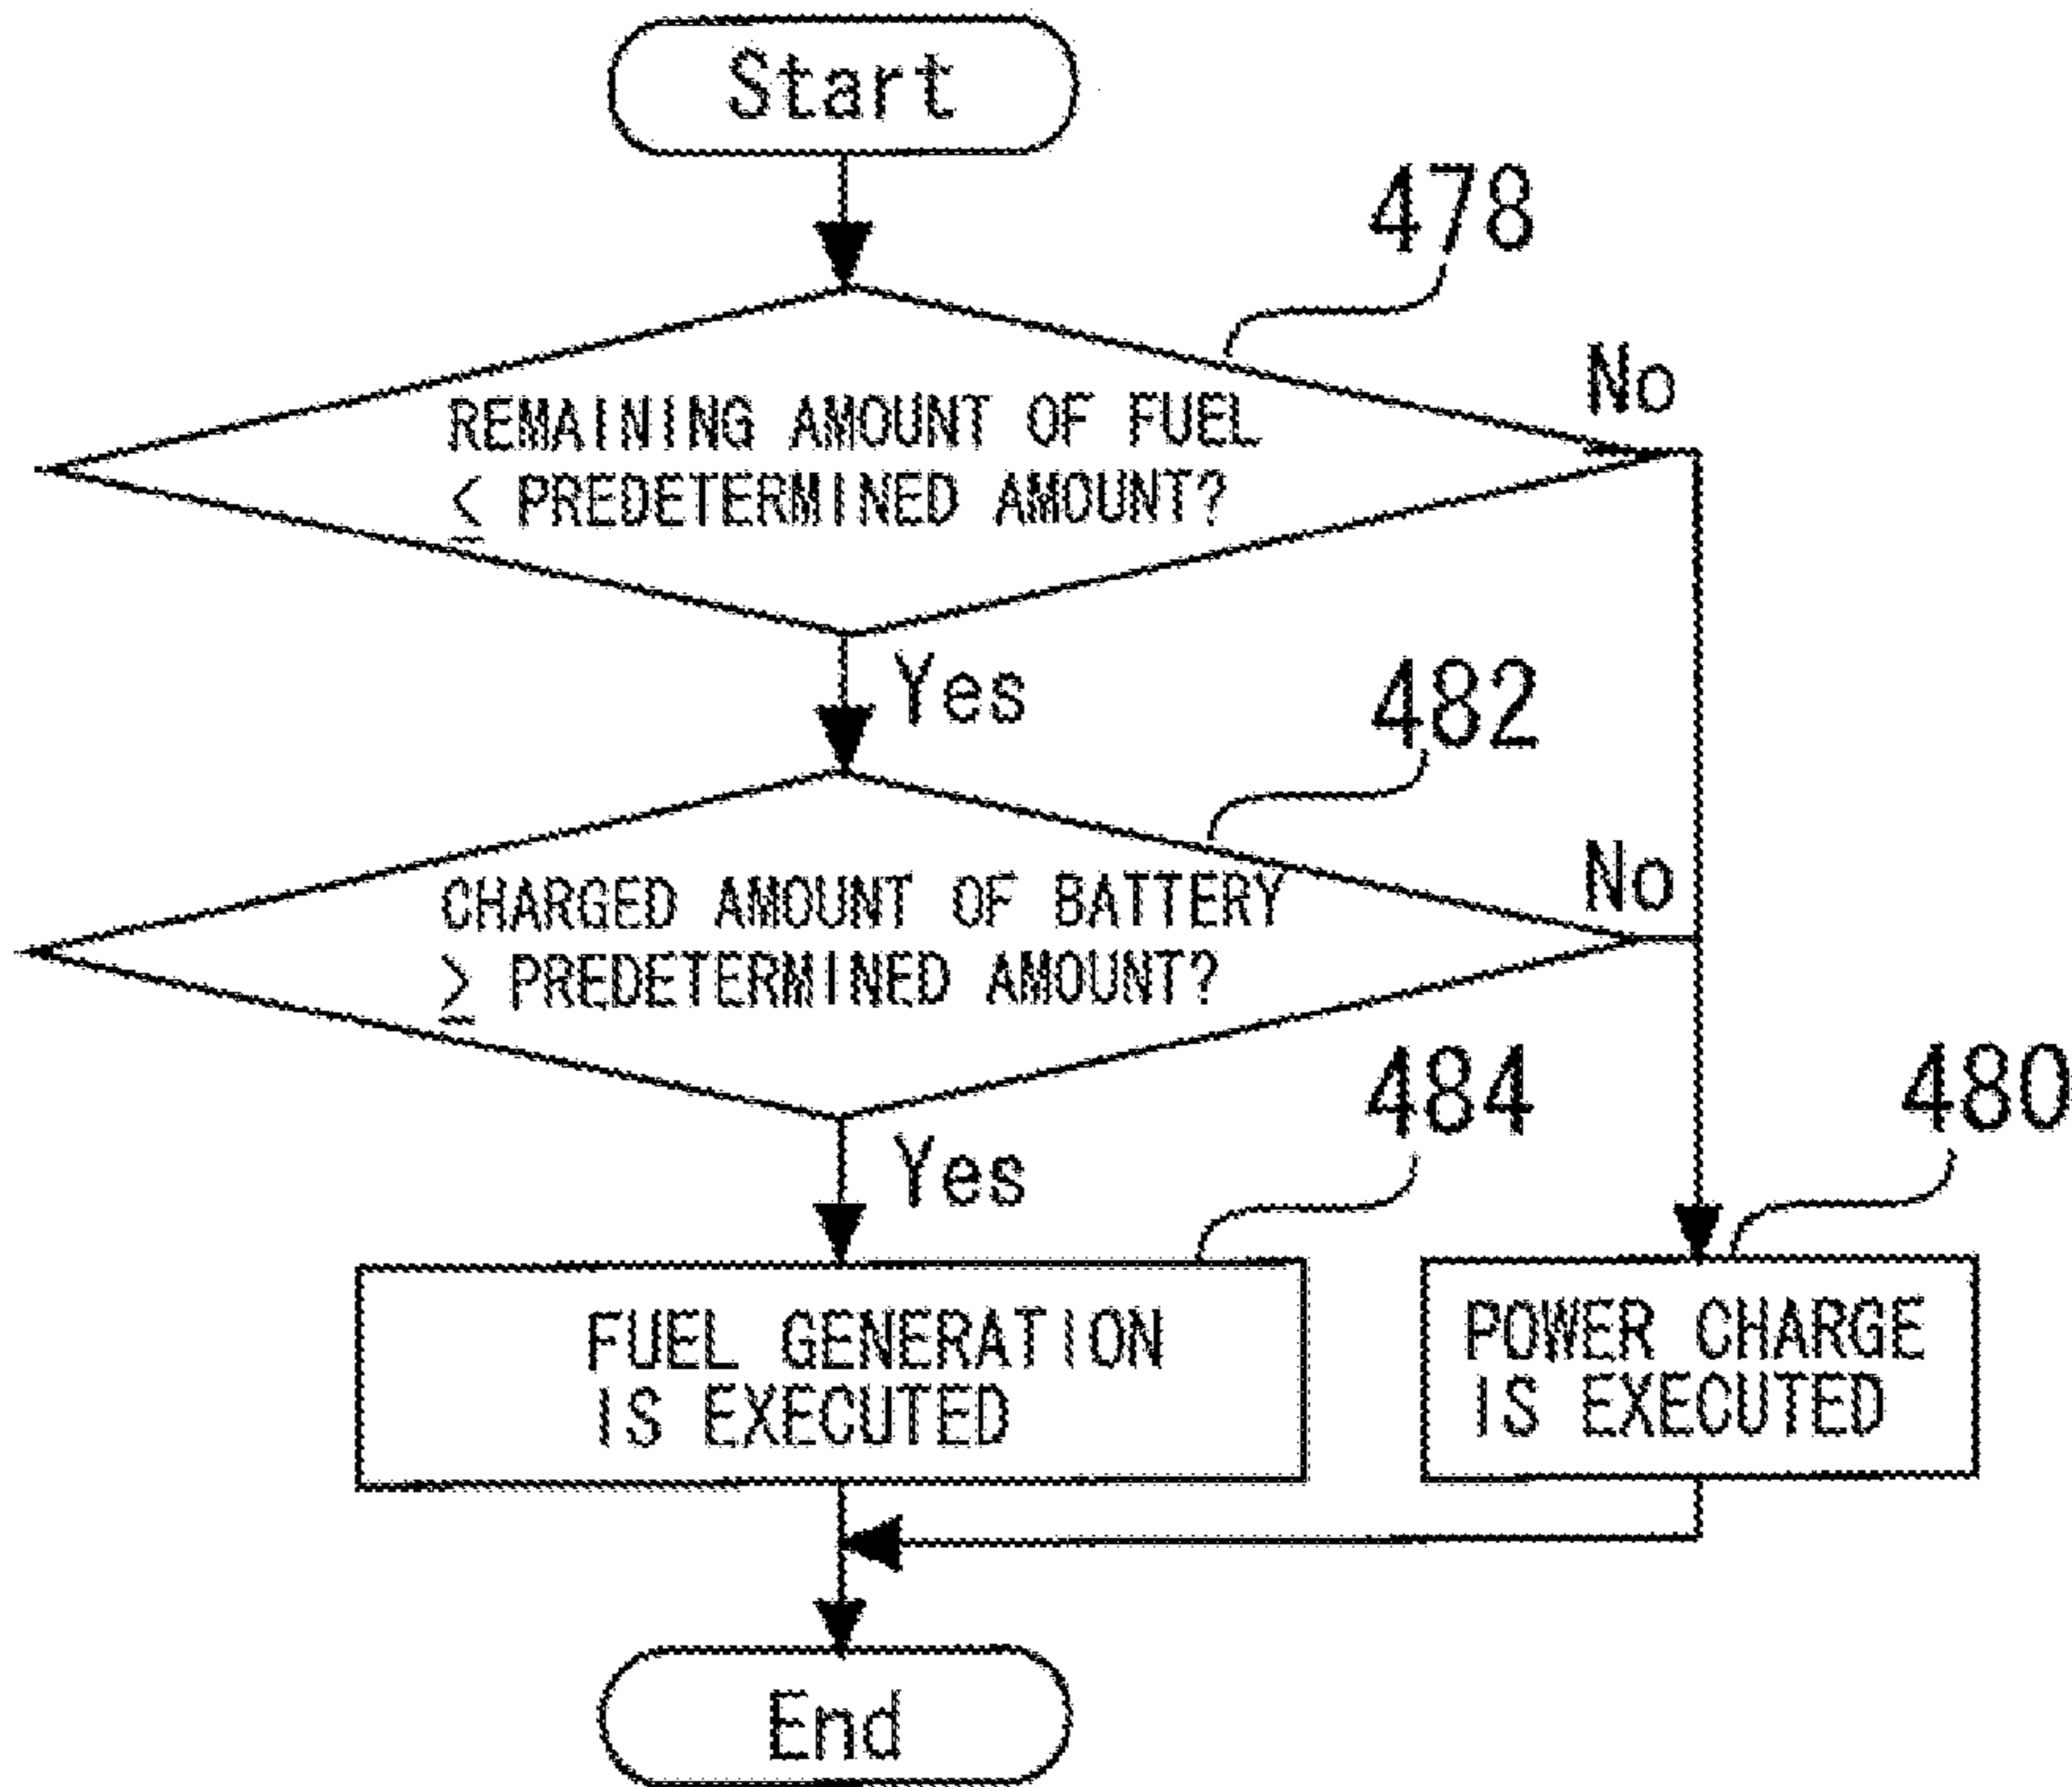 Start
478
REMAINING AMOUNT OF FUEL
≤ PREDETERMINED AMOUNT?
No
Yes
482
CHARGED AMOUNT OF BATTERY
≥ PREDETERMINED AMOUNT?
No
Yes
484
480
FUEL GENERATION
IS EXECUTED
POWER CHARGE
IS EXECUTED
End